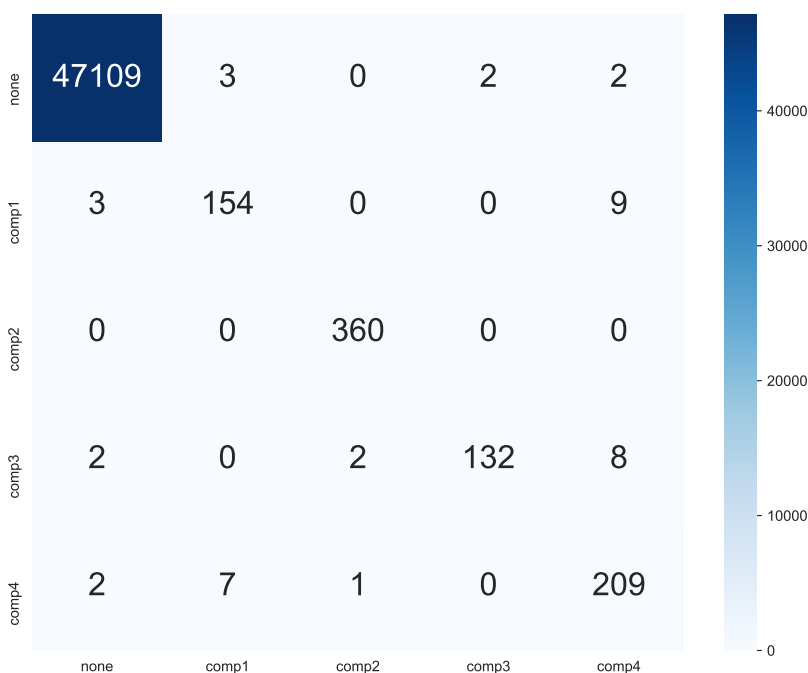 none 47109 3 0 2 2
comp1 3 154 0 0 9
comp2 0 0 360 0 0
comp3 2 0 2 132 8
comp4 2 7 1 0 209
none comp1 comp2 comp3 comp4
40000
30000
20000
10000
0